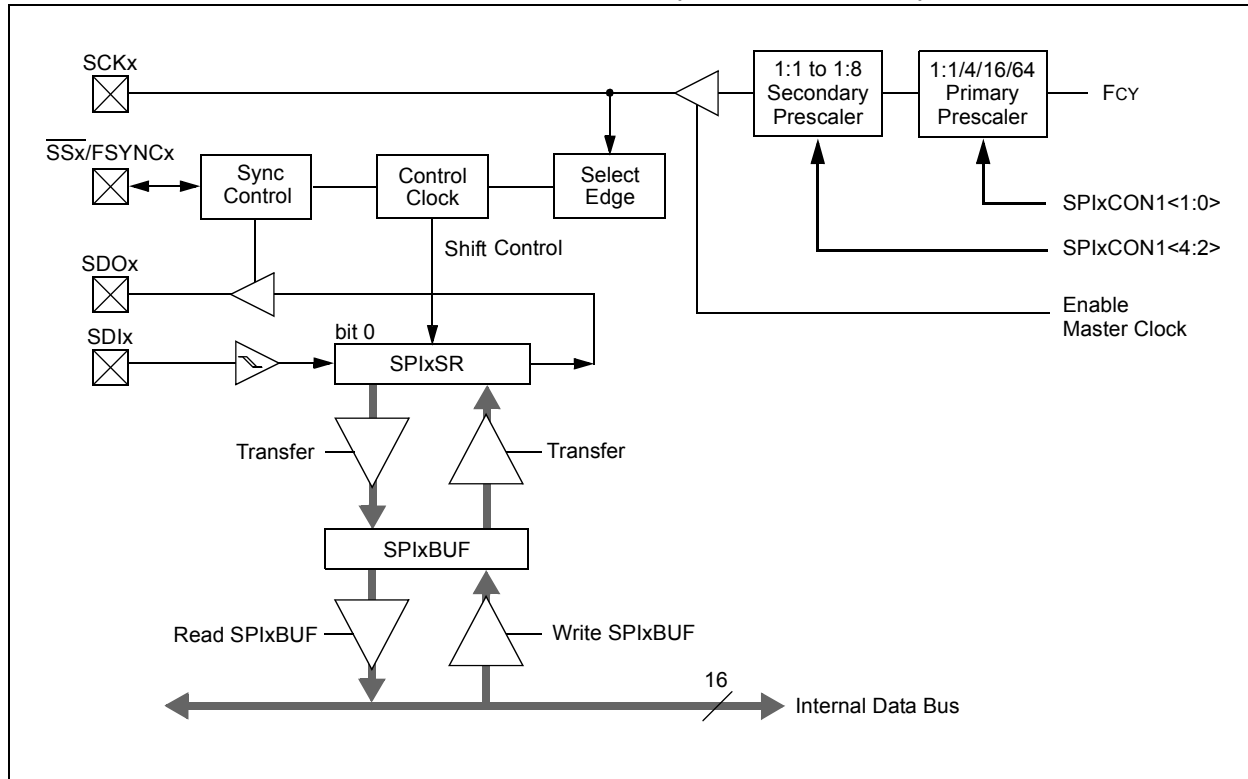 SCKx
SSx/FSYNCx
SDOx
SDIx
Sync
Control
Control
Clock
Select
Edge
1:1 to 1:8
Secondary
Prescaler
1:1/4/16/64
Primary
Prescaler
FCY
SPIxCON1<1:0>
SPIxCON1<4:2>
Enable
Master Clock
Shift Control
bit 0
SPIxSR
Transfer
Transfer
SPIxBUF
Read SPIxBUF
Write SPIxBUF
16
Internal Data Bus